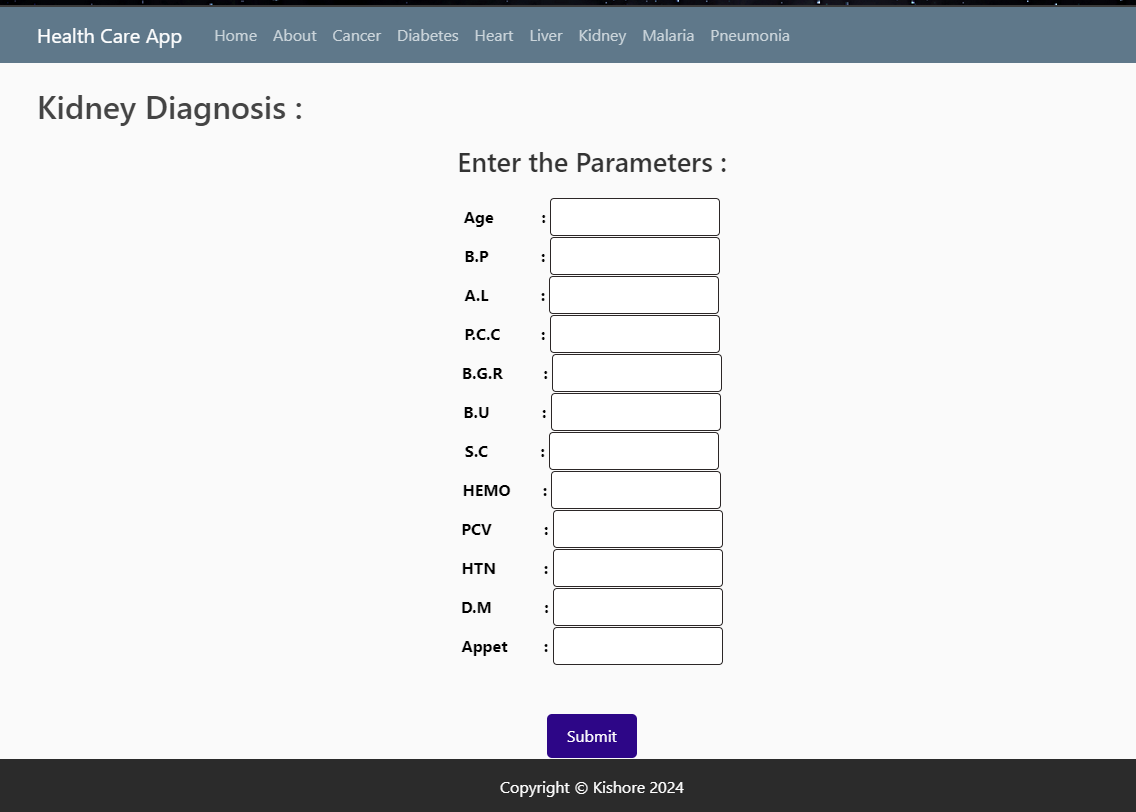 Health Care App Home About Cancer Diabetes Heart Liver Kidney Malaria Pneumonia
Kidney Diagnosis :
Enter the Parameters :
Age :
B.P :
A.L :
P.C.C :
B.G.R :
B.U :
S.C :
HEMO :
PCV :
HTN :
D.M :
Appet :
Submit
Copyright © Kishore 2024